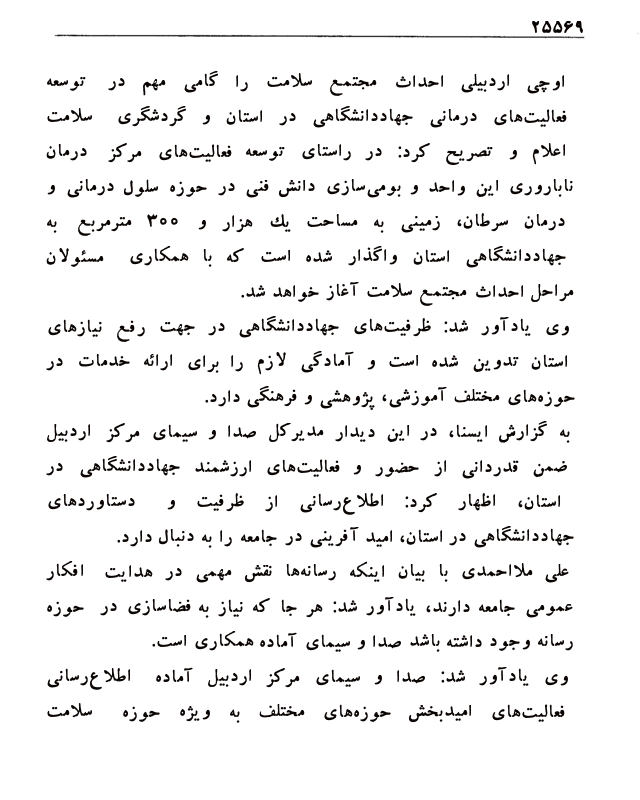 ۲۵۵۶۹
اوچی اردبیلی احداث مجتمع سلامت را گامی مهم در توسعه
فعالیت‌های درمانی جهاددانشگاهی در استان و گردشگری سلامت
اعلام و تصریح کرد: در راستای توسعه فعالیت‌های مرکز درمان
ناباروری این واحد و بومی‌سازی دانش فنی در حوزه سلول درمانی و
درمان سرطان، زمینی به مساحت یك هزار و ۳۰۰ مترمربع به
جهاددانشگاهی استان واگذار شده است که با همکاری مسئولان
مراحل احداث مجتمع سلامت آغاز خواهد شد.
وی یادآور شد: ظرفیت‌های جهاددانشگاهی در جهت رفع نیازهای
استان تدوین شده است و آمادگی لازم را برای ارائه خدمات در
حوزه‌های مختلف آموزشی، پژوهشی و فرهنگی دارد.
به گزارش ایسنا، در این دیدار مدیرکل صدا و سیمای مرکز اردبیل
ضمن قدردانی از حضور و فعالیت‌های ارزشمند جهاددانشگاهی در
استان، اظهار کرد: اطلاع‌رسانی از ظرفیت و دستاوردهای
جهاددانشگاهی در استان، امید آفرینی در جامعه را به دنبال دارد.
علی ملااحمدی با بیان اینکه رسانه‌ها نقش مهمی در هدایت افکار
عمومی جامعه دارند، یادآور شد: هر جا که نیاز به فضاسازی در حوزه
رسانه وجود داشته باشد صدا و سیمای آماده همکاری است.
وی یادآور شد: صدا و سیمای مرکز اردبیل آماده اطلاع‌رسانی
فعالیت‌های امیدبخش حوزه‌های مختلف به ویژه حوزه سلامت